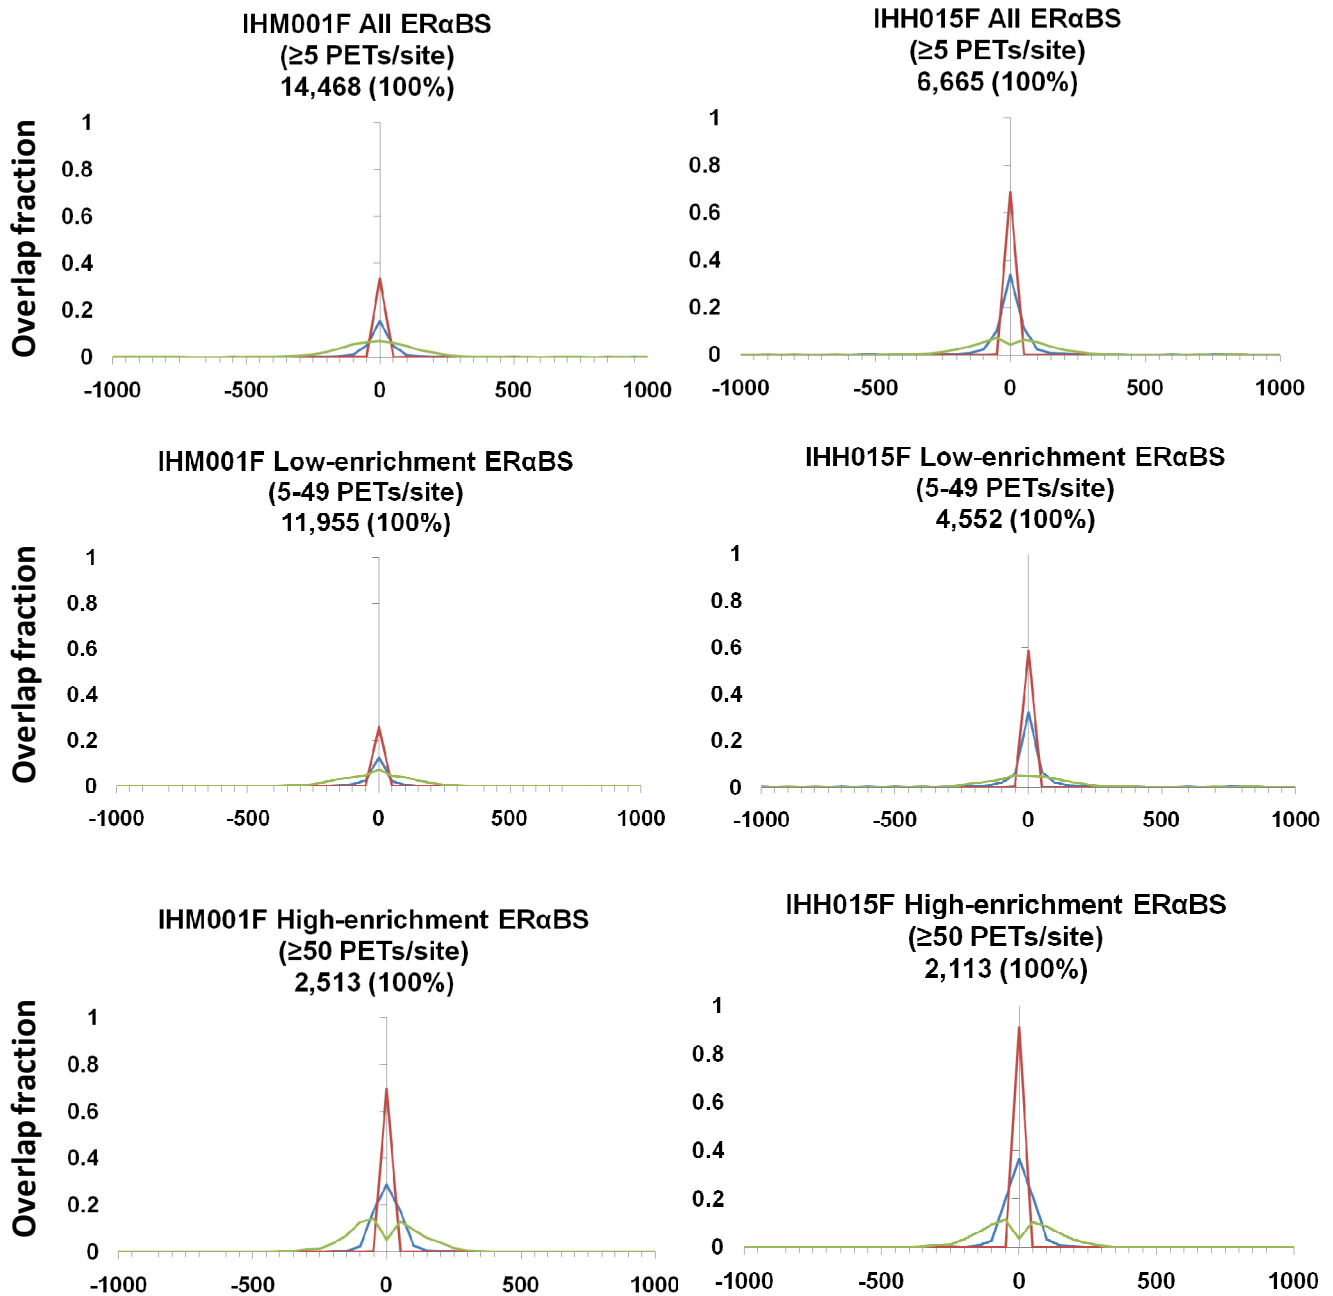 IHM001F All ERαBS
(≥5 PETs/site)
14,468 (100%)
Overlap fraction
1
0.8
0.6
0.4
0.2
0
-1000 -500 0 500 1000
IHH015F All ERαBS
(≥5 PETs/site)
6,665 (100%)
1
0.8
0.6
0.4
0.2
0
-1000 -500 0 500 1000
IHM001F Low-enrichment ERαBS
(5-49 PETs/site)
11,955 (100%)
Overlap fraction
1
0.8
0.6
0.4
0.2
0
-1000 -500 0 500 1000
IHH015F Low-enrichment ERαBS
(5-49 PETs/site)
4,552 (100%)
1
0.8
0.6
0.4
0.2
0
-1000 -500 0 500 1000
IHM001F High-enrichment ERαBS
(≥50 PETs/site)
2,513 (100%)
Overlap fraction
1
0.8
0.6
0.4
0.2
0
-1000 -500 0 500 1000
IHH015F High-enrichment ERαBS
(≥50 PETs/site)
2,113 (100%)
1
0.8
0.6
0.4
0.2
0
-1000 -500 0 500 1000